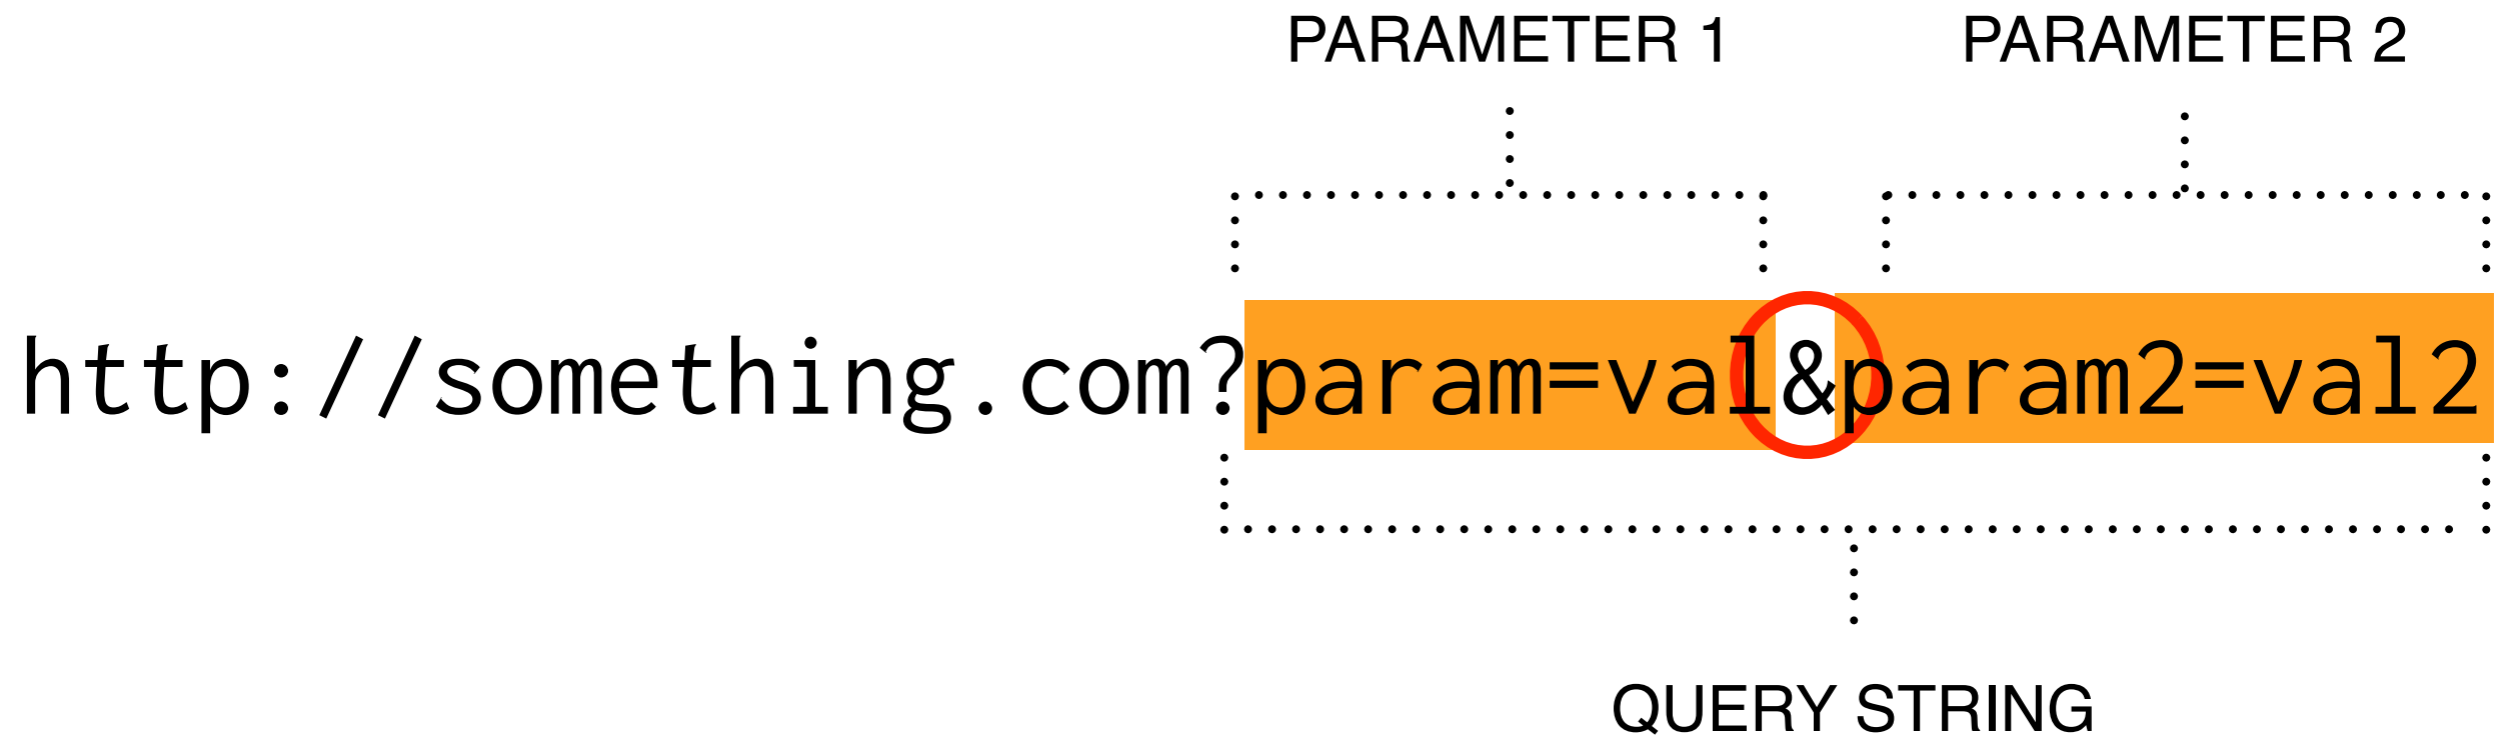 PARAMETER 1 PARAMETER 2
http://something.com?param=val&param2=val2
QUERY STRING